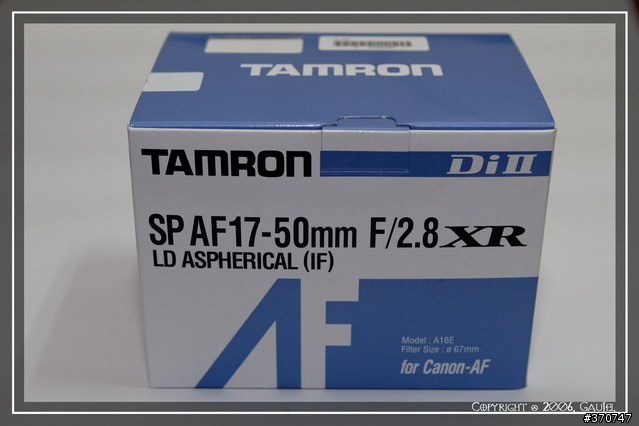 TAMRON
TAMRON
Di II
SP AF17-50mm F/2.8 XR
LD ASPHERICAL (IF)
AF
Model : A16E
Filter Size : ø 67mm
for Canon-AF
Copyright © 2006, Gau
#370747